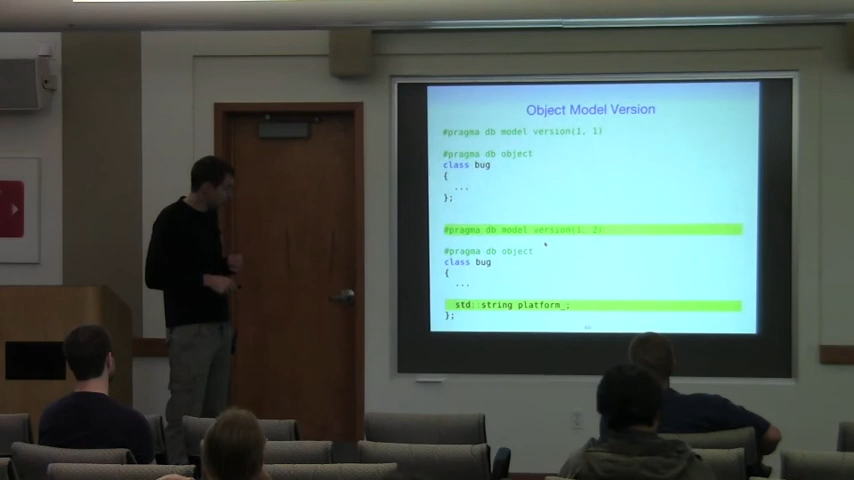 Object Model Version
#pragma db model version(1, 1)
#pragma db object
class bug
{
...
};
#pragma db model version(1, 2)
#pragma db object
class bug
{
...
std::string platform_;
};